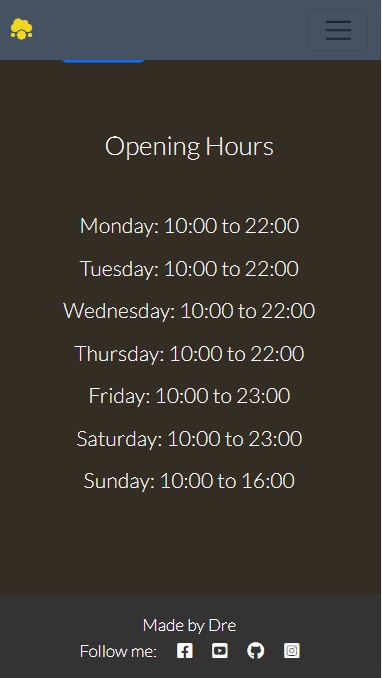 Opening Hours
Monday: 10:00 to 22:00
Tuesday: 10:00 to 22:00
Wednesday: 10:00 to 22:00
Thursday: 10:00 to 22:00
Friday: 10:00 to 23:00
Saturday: 10:00 to 23:00
Sunday: 10:00 to 16:00
Made by Dre
Follow me: